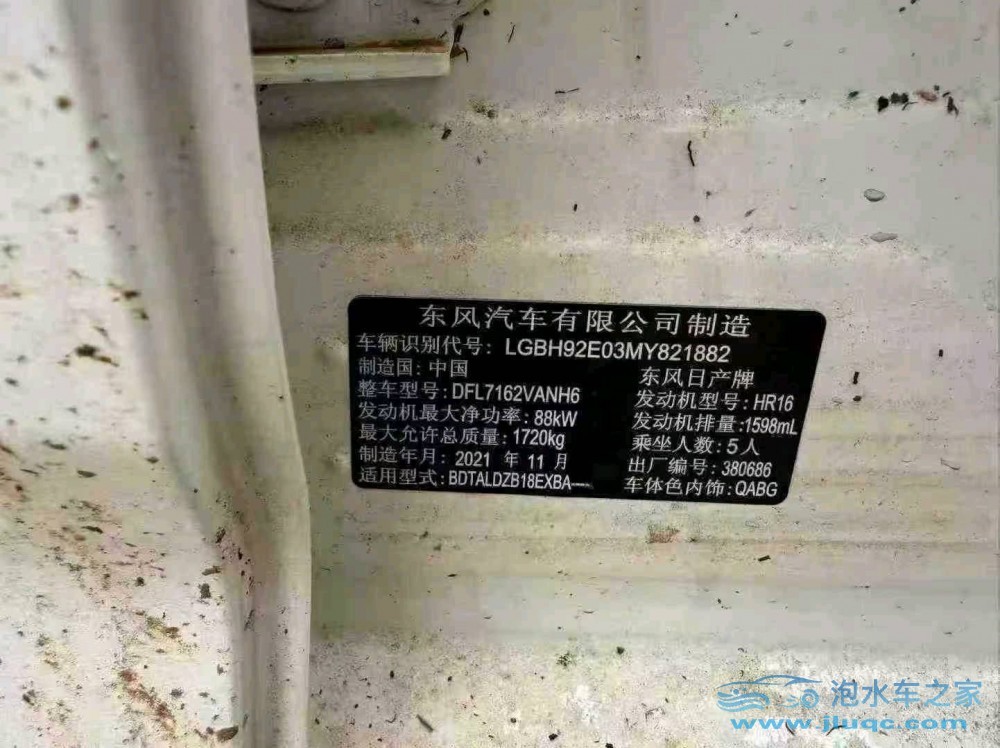 东风汽车有限公司制造
车辆识别代号: LGBH92E03MY821882
制造国: 中国
东风日产牌
整车型号: DFL7162VANH6
发动机型号: HR16
发动机最大净功率: 88kW
发动机排量: 1598mL
最大允许总质量: 1720kg
乘坐人数: 5人
制造年月: 2021 年 11 月
出厂编号: 380686
适用型式: BDTALDZB18EXBA----
车体色内饰: QABG
泡水车之家
www.jluqc.com